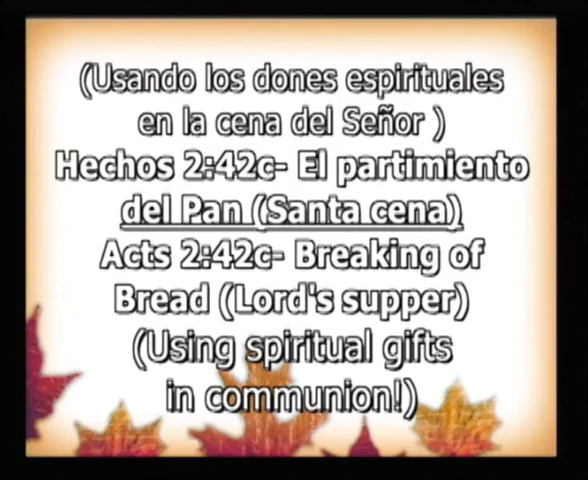 (Usando los dones espirituales
en la cena del Señor )
Hechos 2:42c- El partimiento
del Pan (Santa cena)
Acts 2:42c- Breaking of
Bread (Lord's supper)
(Using spiritual gifts
in communion!)